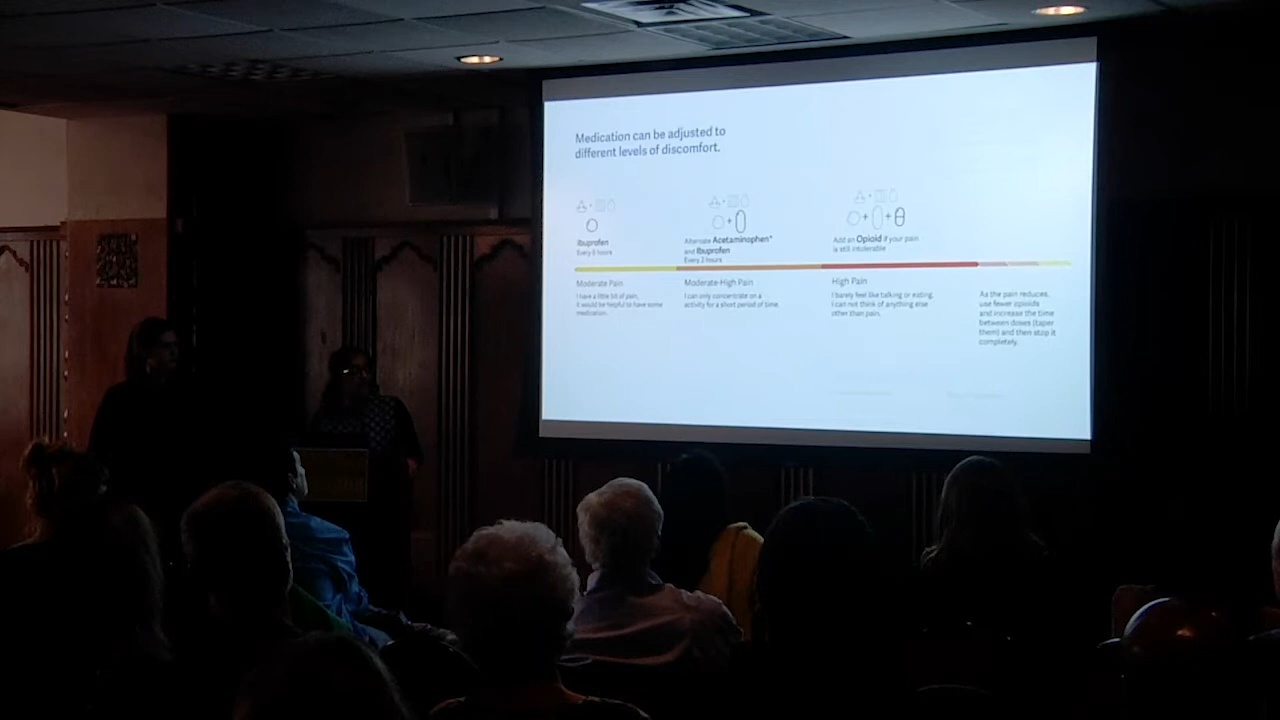 Medication can be adjusted to
different levels of discomfort.
Ibuprofen
Every 6 hours
Alternate Acetaminophen*
and Ibuprofen
Every 3 hours
Add an Opioid if your pain
is still intolerable
Moderate Pain
I have a little bit of pain,
it would be helpful to have some
medication.
Moderate-High Pain
I can only concentrate on a
activity for a short period of time.
High Pain
I barely feel like talking or eating.
I can not think of anything else
other than pain.
As the pain reduces,
use fewer opioids
and increase the time
between doses (taper
them) and then stop it
completely.